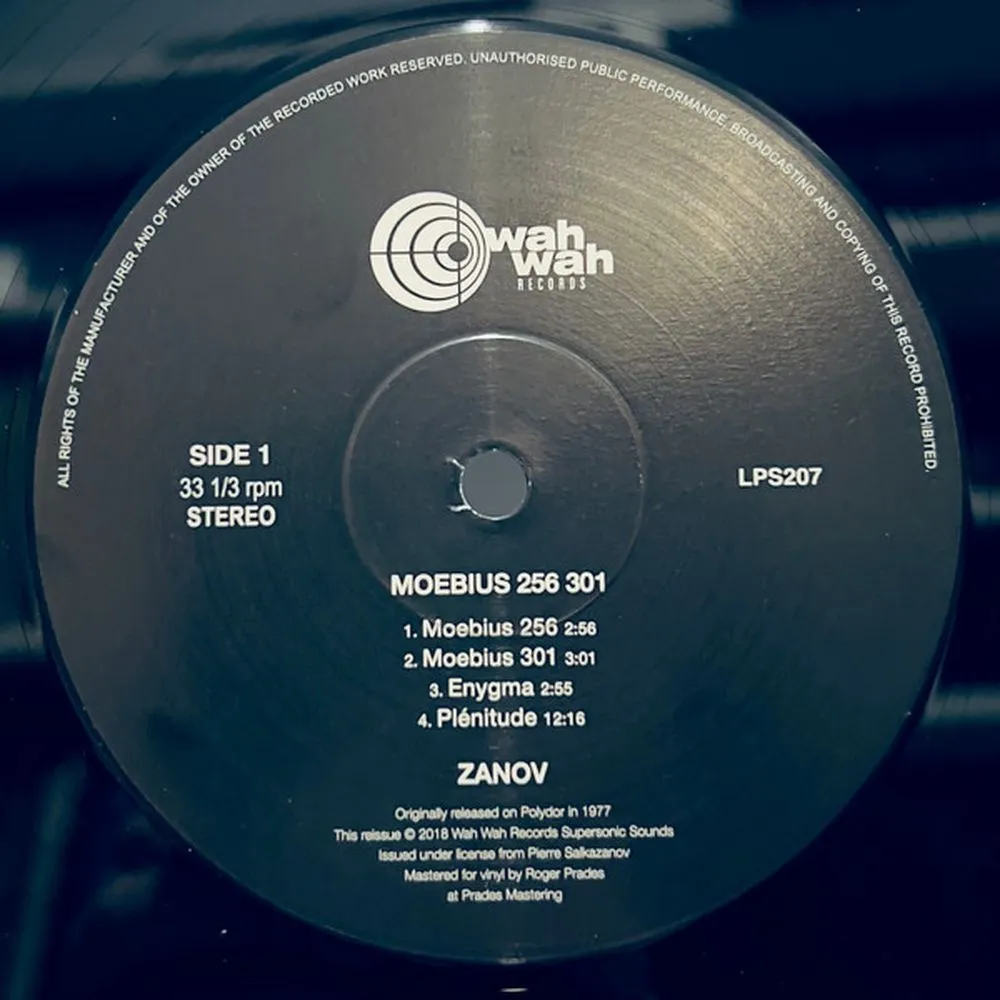 ALL RIGHTS OF THE MANUFACTURER AND OF THE OWNER OF THE RECORDED WORK RESERVED. UNAUTHORISED PUBLIC PERFORMANCE, BROADCASTING AND COPYING OF THIS RECORD PROHIBITED.
wah
wah
RECORDS
SIDE 1
33 1/3 rpm
STEREO
LPS207
MOEBIUS 256 301
1. Moebius 256 2:56
2. Moebius 301 3:01
3. Enygma 2:55
4. Plénitude 12:16
ZANOV
Originally released on Polydor in 1977
This reissue © 2018 Wah Wah Records Supersonic Sounds
Issued under license from Pierre Salkazanov
Mastered for vinyl by Roger Prades
at Prades Mastering